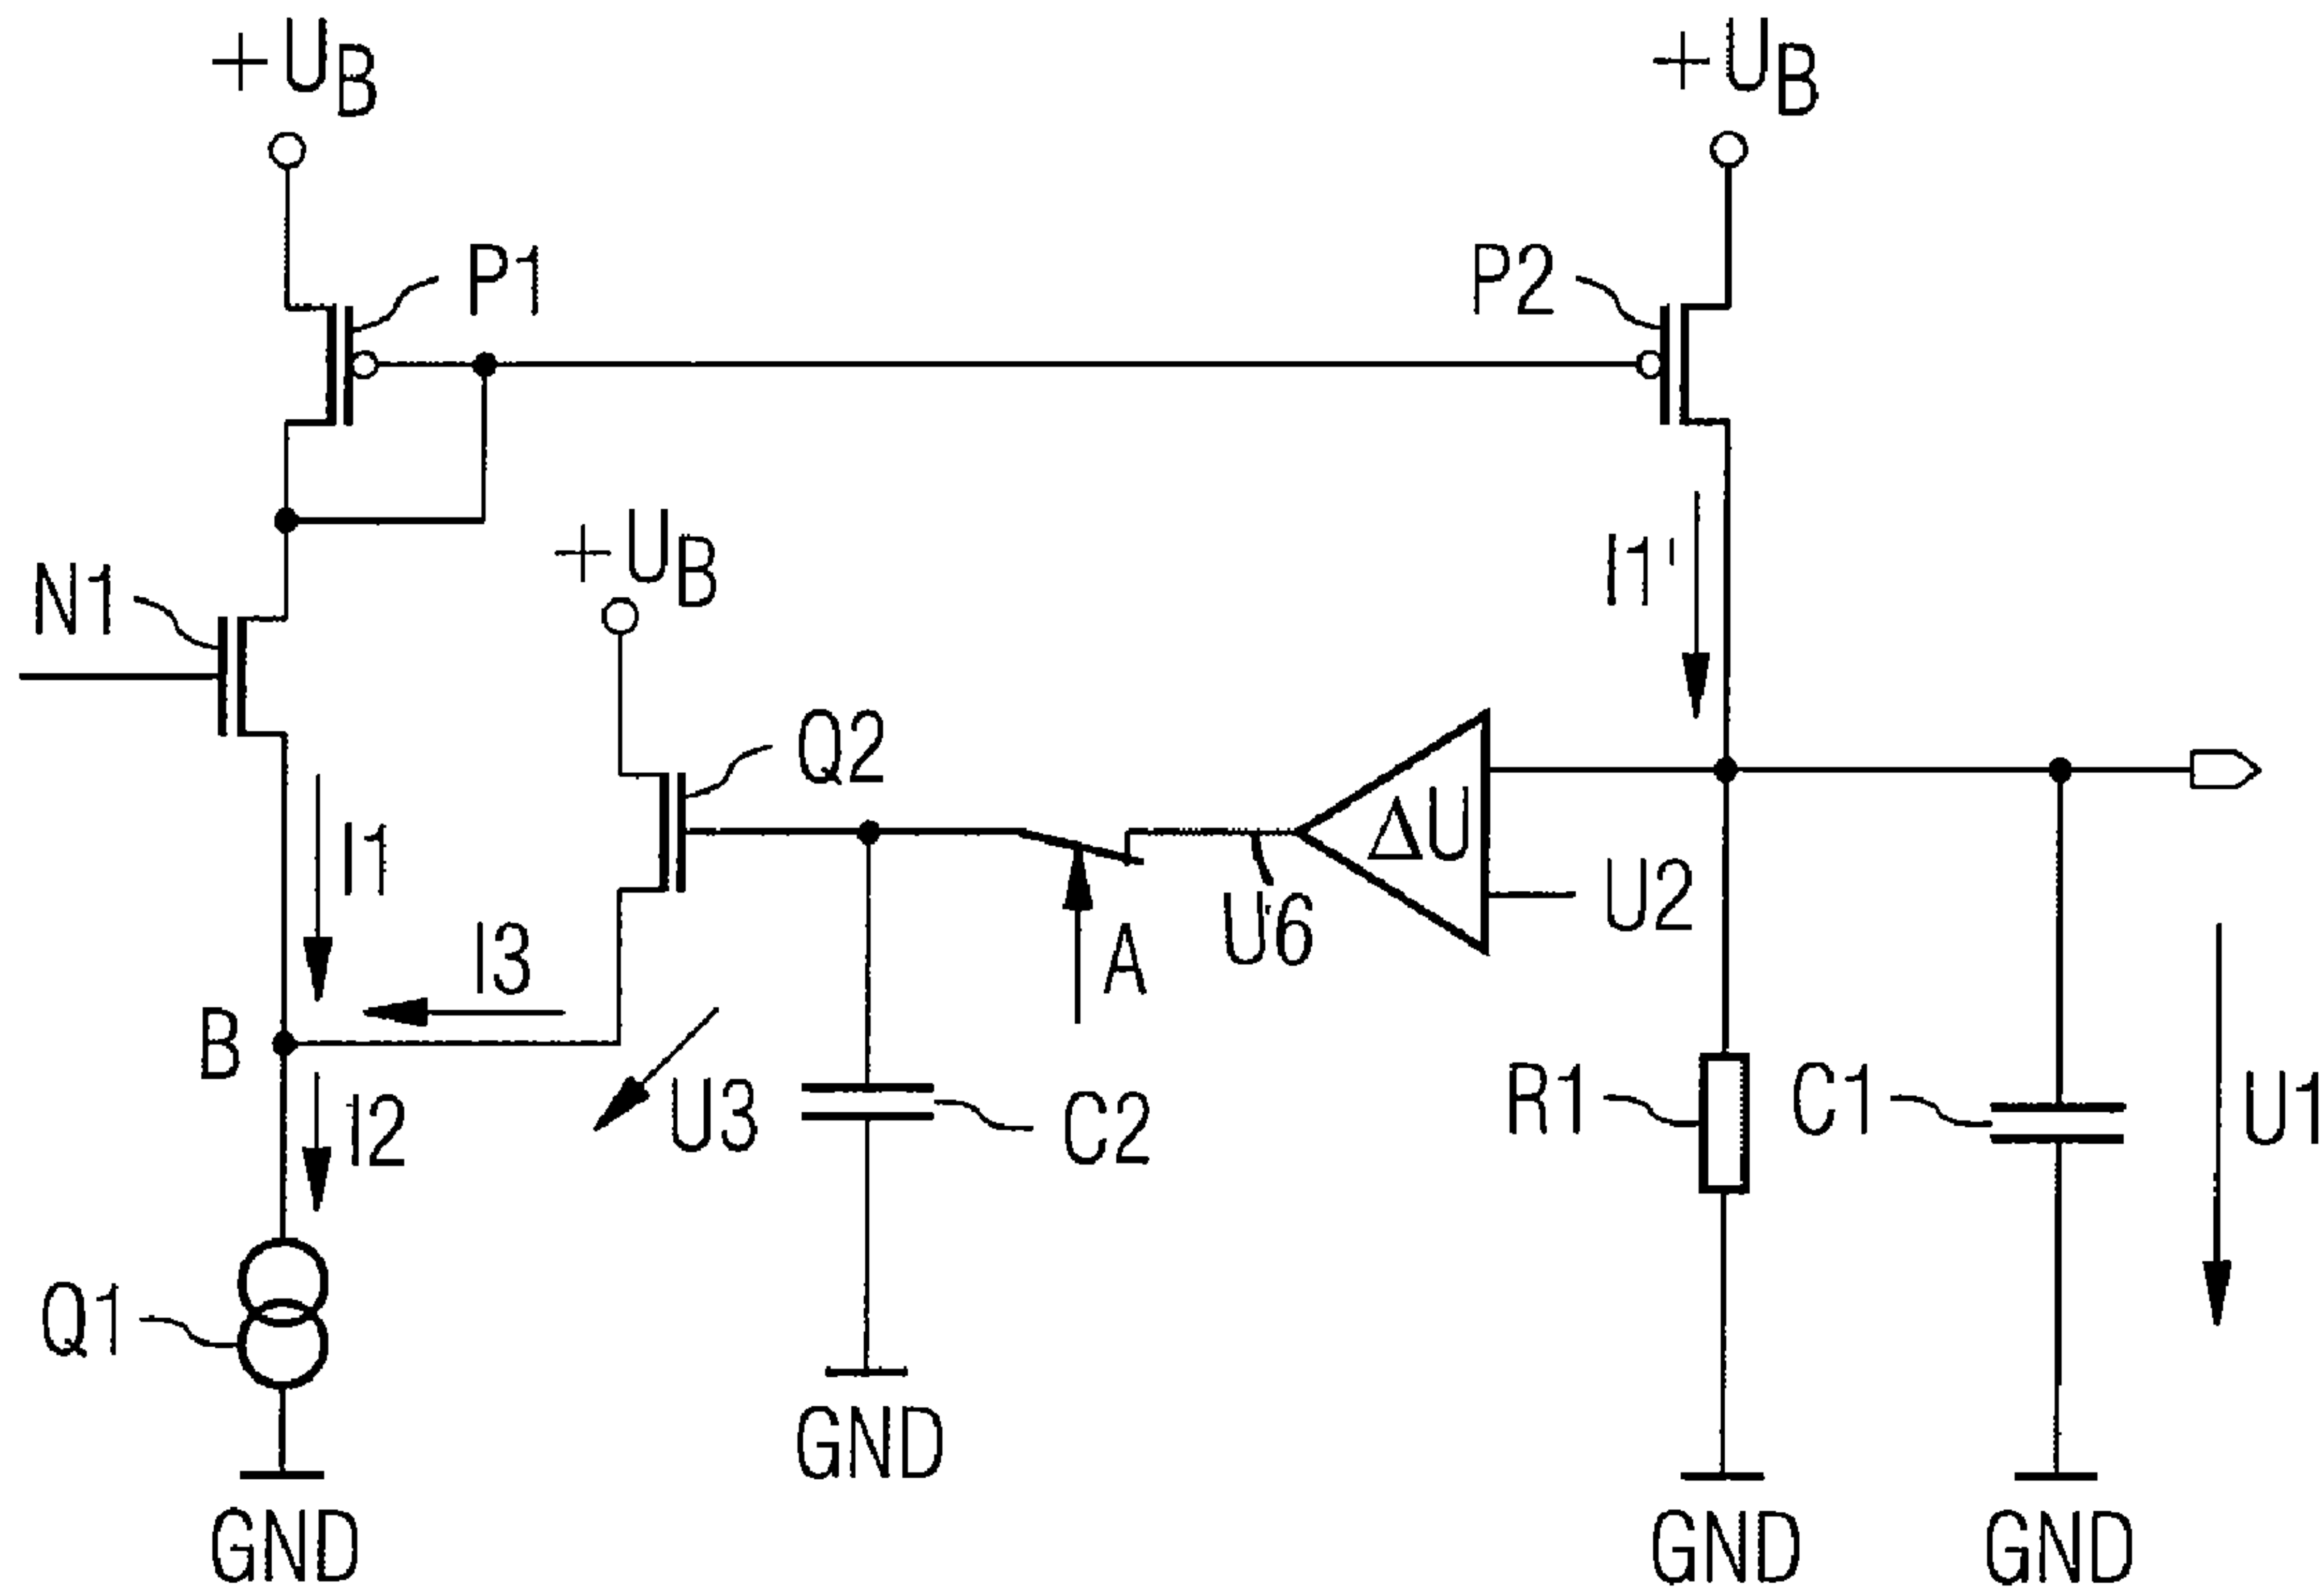 +UB
+UB
P1
P2
+UB
N1
I1'
Q2
ΔU
I1
U2
U6
I3
A
B
U3
I2
C2
R1
C1
U1
Q1
GND
GND
GND
GND